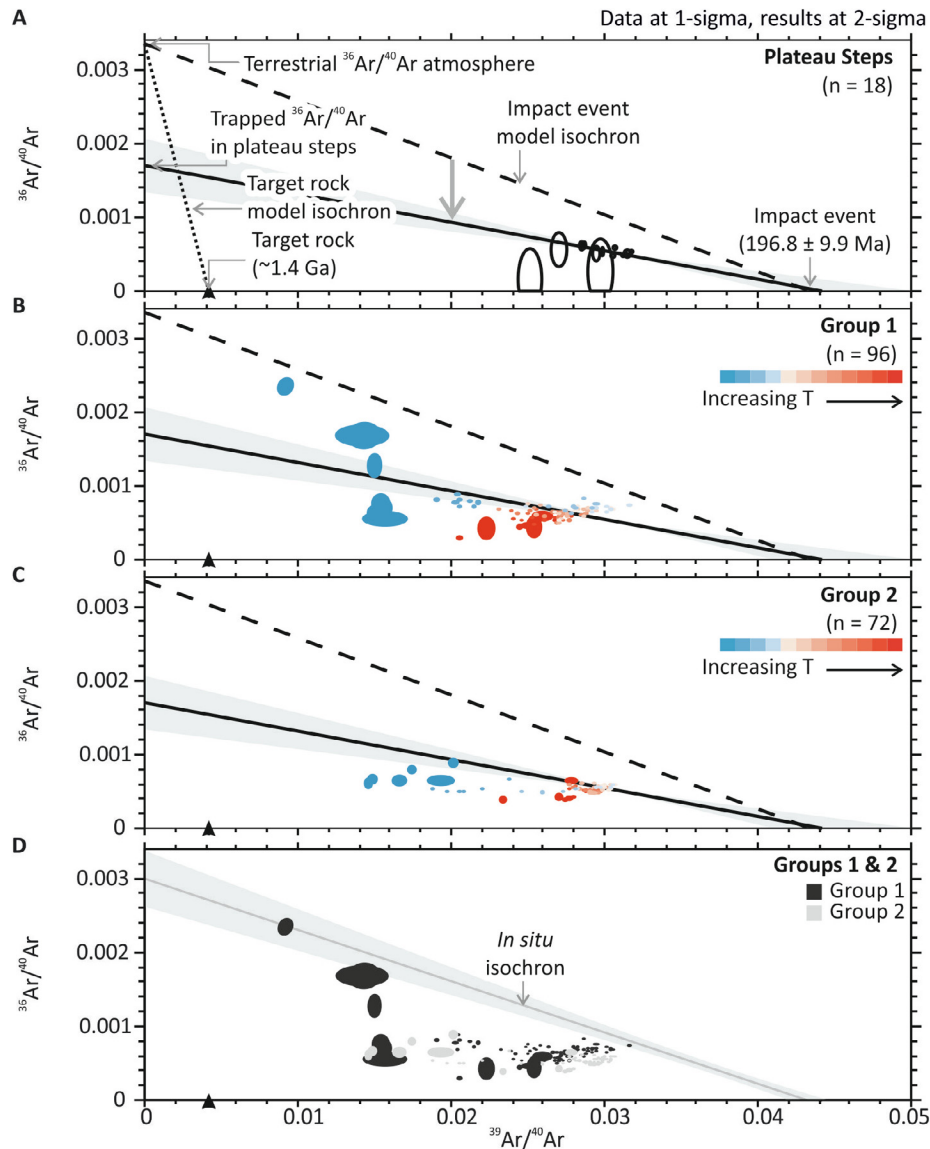 A
Data at 1-sigma, results at 2-sigma
0.003
0.002
0.001
0
³⁶Ar/⁴⁰Ar
Terrestrial ³⁶Ar/⁴⁰Ar atmosphere
Trapped ³⁶Ar/⁴⁰Ar
in plateau steps
Target rock
model isochron
Target rock
(~1.4 Ga)
Impact event
model isochron
Plateau Steps
(n = 18)
Impact event
(196.8 ± 9.9 Ma)
B
0.003
0.002
0.001
0
³⁶Ar/⁴⁰Ar
Group 1
(n = 96)
Increasing T
C
0.003
0.002
0.001
0
³⁶Ar/⁴⁰Ar
Group 2
(n = 72)
Increasing T
D
0.003
0.002
0.001
0
³⁶Ar/⁴⁰Ar
Groups 1 & 2
Group 1
Group 2
In situ
isochron
0 0.01 0.02 0.03 0.04 0.05
³⁹Ar/⁴⁰Ar